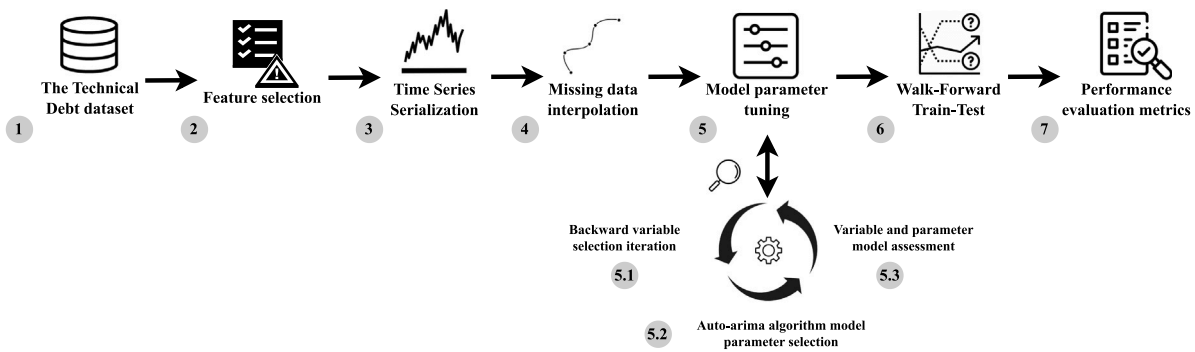 The Technical
Debt dataset
1
Feature selection
2
Time Series
Serialization
3
Missing data
interpolation
4
Model parameter
tuning
5
Walk-Forward
Train-Test
6
Performance
evaluation metrics
7
Backward variable
selection iteration
5.1
Variable and parameter
model assessment
5.3
5.2
Auto-arima algorithm model
parameter selection